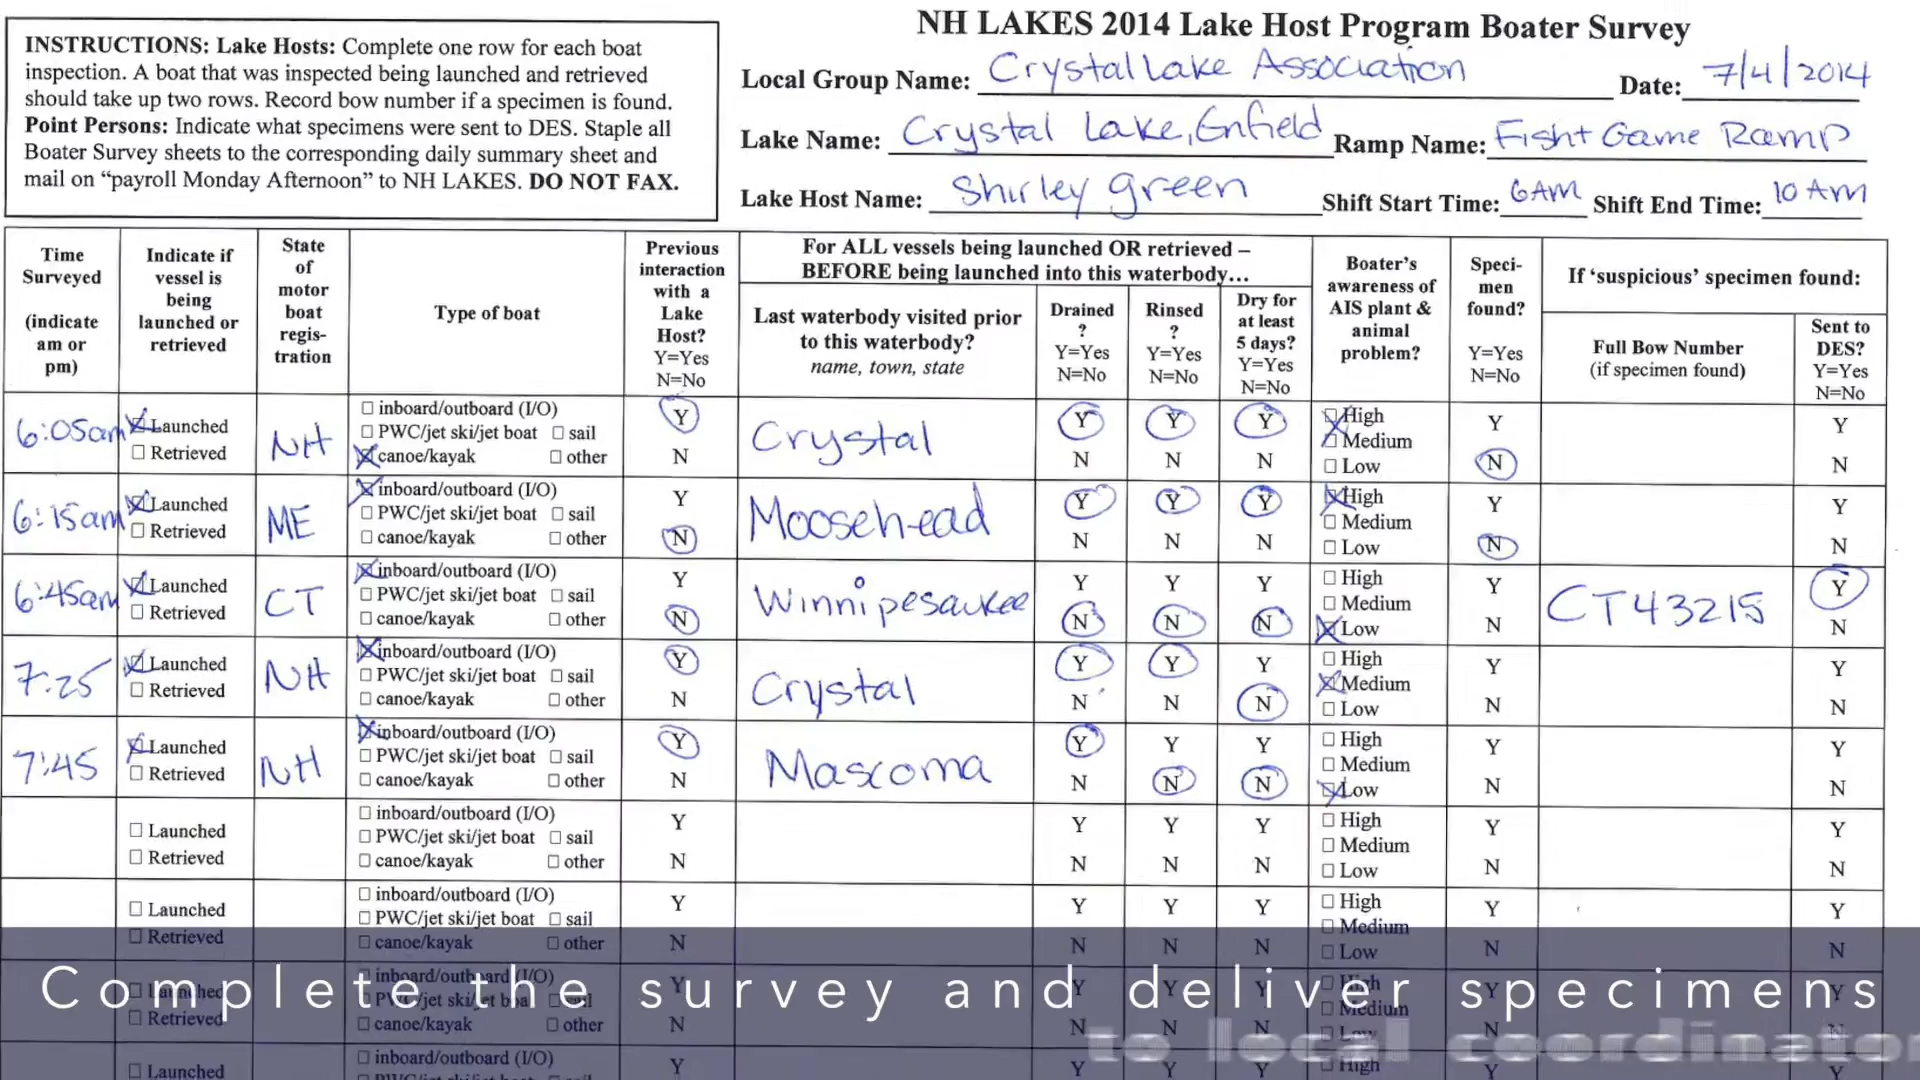 NH LAKES 2014 Lake Host Program Boater Survey
INSTRUCTIONS: Lake Hosts: Complete one row for each boat
inspection. A boat that was inspected being launched and retrieved
should take up two rows. Record bow number if a specimen is found.
Point Persons: Indicate what specimens were sent to DES. Staple all
Boater Survey sheets to the corresponding daily summary sheet and
mail on "payroll Monday Afternoon" to NH LAKES. DO NOT FAX.
Local Group Name: Crystal Lake Association Date: 7/4/2014
Lake Name: Crystal Lake, Enfield Ramp Name: Fish+Game Ramp
Lake Host Name: Shirley green Shift Start Time: 6AM Shift End Time: 10AM
Time Surveyed (indicate am or pm)
Indicate if vessel is being launched or retrieved
State of motor boat regis-tration
Type of boat
Previous interaction with a Lake Host? Y=Yes N=No
For ALL vessels being launched OR retrieved –
BEFORE being launched into this waterbody…
Last waterbody visited prior to this waterbody? name, town, state
Drained ? Y=Yes N=No
Rinsed ? Y=Yes N=No
Dry for at least 5 days? Y=Yes N=No
Boater's awareness of AIS plant & animal problem?
Speci-men found? Y=Yes N=No
If 'suspicious' specimen found:
Full Bow Number (if specimen found)
Sent to DES? Y=Yes N=No
6:05am Launched NH inboard/outboard (I/O) Y Crystal Y Y Y High Y Y
Retrieved PWC/jet ski/jet boat sail Medium
canoe/kayak other N N N N Low N N
6:15am Launched ME inboard/outboard (I/O) Y Moosehead Y Y Y High Y Y
Retrieved PWC/jet ski/jet boat sail Medium
canoe/kayak other N N N N Low N N
6:45am Launched CT inboard/outboard (I/O) Y Winnipesaukee Y Y Y High Y CT43215 Y
Retrieved PWC/jet ski/jet boat sail Medium
canoe/kayak other N N N N Low N N
7:25 Launched NH inboard/outboard (I/O) Y Crystal Y Y Y High Y Y
Retrieved PWC/jet ski/jet boat sail Medium
canoe/kayak other N N N N Low N N
7:45 Launched NH inboard/outboard (I/O) Y Mascoma Y Y Y High Y Y
Retrieved PWC/jet ski/jet boat sail Medium
canoe/kayak other N N N N Low N N
Launched inboard/outboard (I/O) Y Y Y Y High Y Y
Retrieved PWC/jet ski/jet boat sail Medium
canoe/kayak other N N N N Low N N
Launched inboard/outboard (I/O) Y Y Y Y High Y Y
Retrieved PWC/jet ski/jet boat sail Medium
canoe/kayak other N N N N Low N N
Complete the survey and deliver specimens
to local coordinator
Retrieved canoe/kayak other N N N N Medium N
Launched inboard/outboard (I/O) Y Y Y Y High Y Y